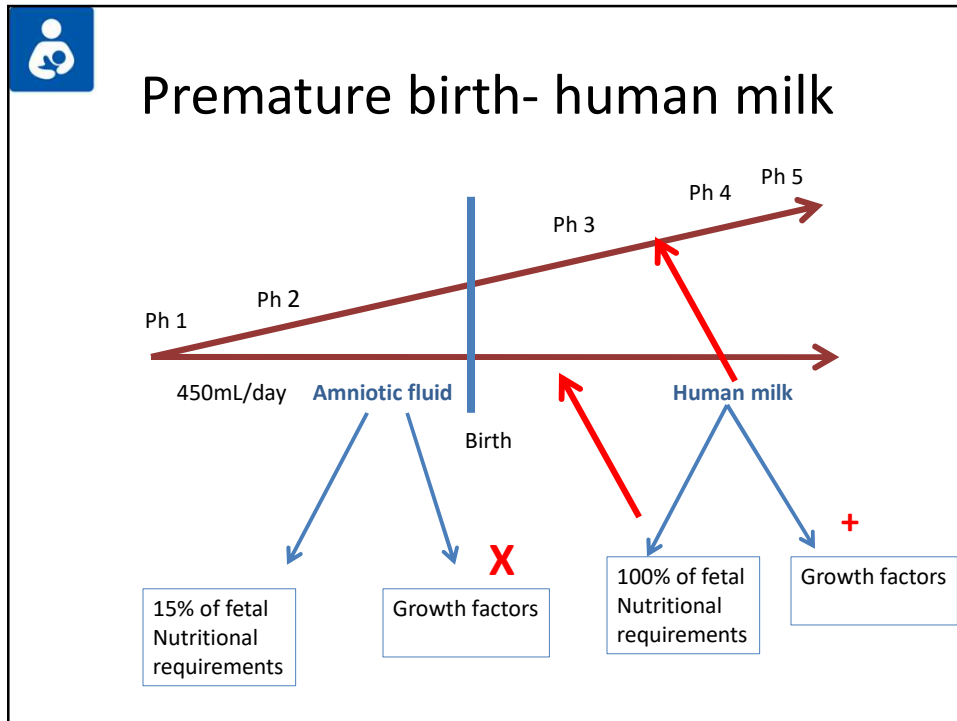 Premature birth- human milk
Ph 5
Ph 4
Ph 3
Ph 2
Ph 1
450mL/day
Amniotic fluid
Human milk
Birth
+
X
15% of fetal
Nutritional
requirements
Growth factors
100% of fetal
Nutritional
requirements
Growth factors